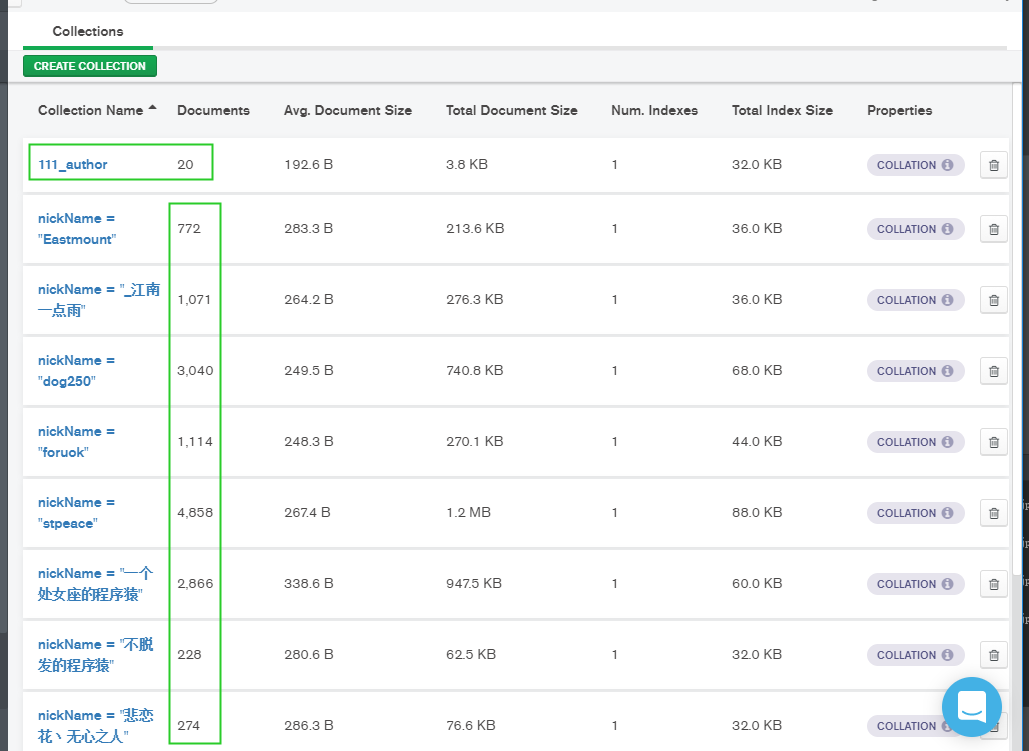 Collections
CREATE COLLECTION
Collection Name Documents Avg. Document Size Total Document Size Num. Indexes Total Index Size Properties
111_author 20 192.6 B 3.8 KB 1 32.0 KB COLLATION
nickName =
"Eastmount" 772 283.3 B 213.6 KB 1 36.0 KB COLLATION
nickName = "_江南
一点雨" 1,071 264.2 B 276.3 KB 1 36.0 KB COLLATION
nickName =
"dog250" 3,040 249.5 B 740.8 KB 1 68.0 KB COLLATION
nickName =
"foruok" 1,114 248.3 B 270.1 KB 1 44.0 KB COLLATION
nickName =
"stpeace" 4,858 267.4 B 1.2 MB 1 88.0 KB COLLATION
nickName = "一个
处女座的程序猿" 2,866 338.6 B 947.5 KB 1 60.0 KB COLLATION
nickName = "不脱
发的程序猿" 228 280.6 B 62.5 KB 1 32.0 KB COLLATION
nickName = "悲恋
花丶无心之人" 274 286.3 B 76.6 KB 1 32.0 KB COLLATION